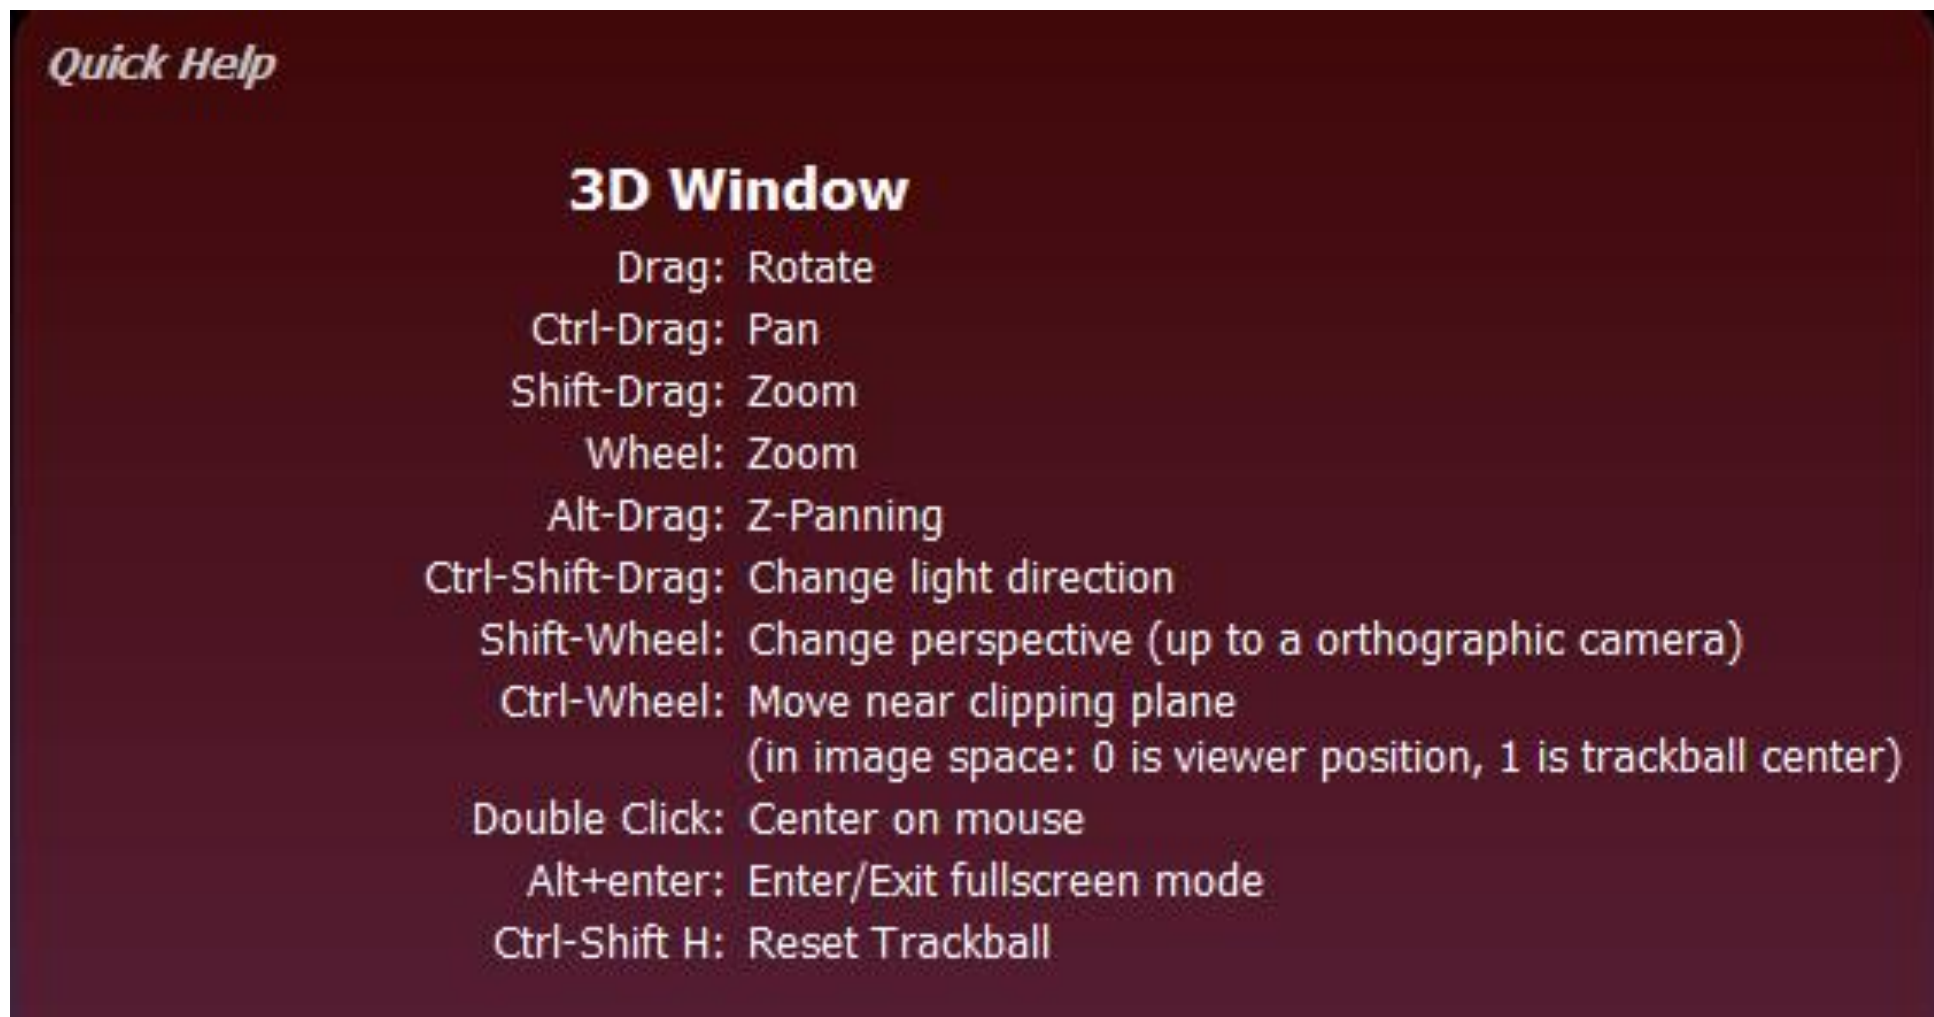 Quick Help
3D Window
Drag: Rotate
Ctrl-Drag: Pan
Shift-Drag: Zoom
Wheel: Zoom
Alt-Drag: Z-Panning
Ctrl-Shift-Drag: Change light direction
Shift-Wheel: Change perspective (up to a orthographic camera)
Ctrl-Wheel: Move near clipping plane
(in image space: 0 is viewer position, 1 is trackball center)
Double Click: Center on mouse
Alt+enter: Enter/Exit fullscreen mode
Ctrl-Shift H: Reset Trackball